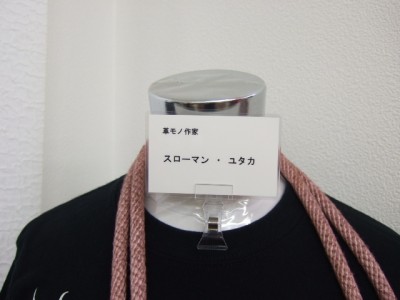 革モノ作家
スローマン ・ ユタカ